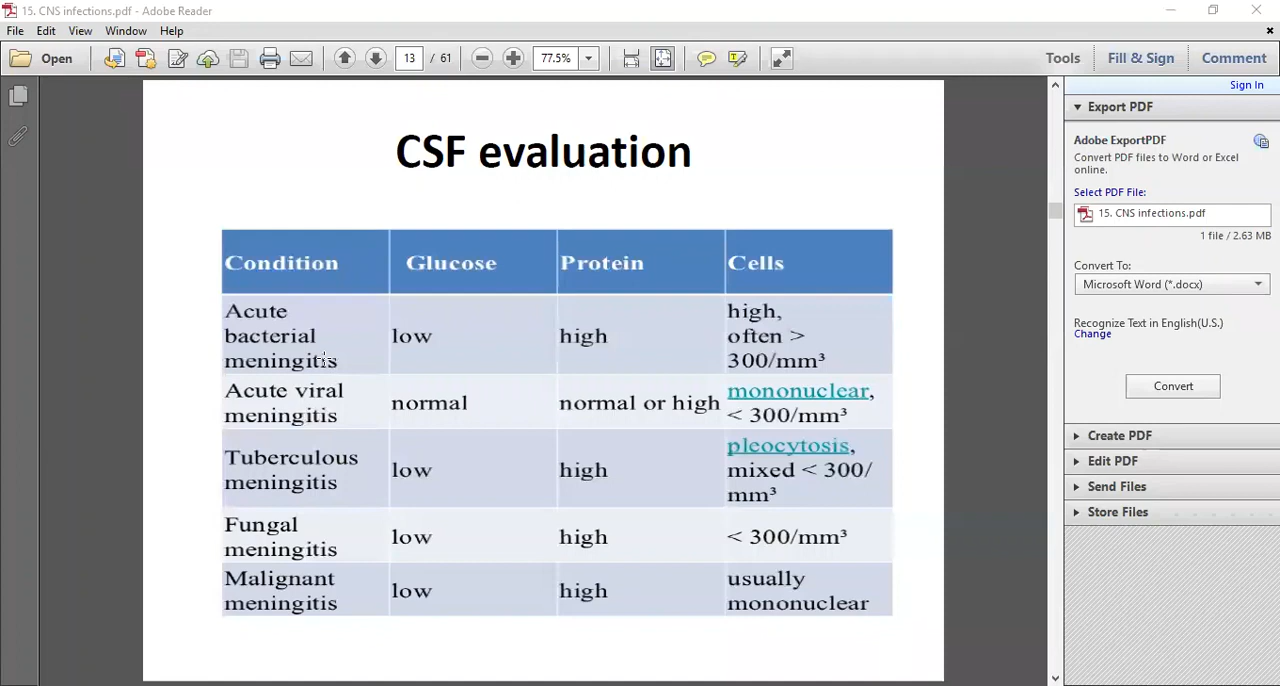 15. CNS infections.pdf - Adobe Reader
File Edit View Window Help
Open 13 / 61 77.5% Tools Fill & Sign Comment
Sign In
CSF evaluation
Condition Glucose Protein Cells
Acute bacterial meningitis low high high, often > 300/mm³
Acute viral meningitis normal normal or high mononuclear, < 300/mm³
Tuberculous meningitis low high pleocytosis, mixed < 300/mm³
Fungal meningitis low high < 300/mm³
Malignant meningitis low high usually mononuclear
Export PDF
Adobe ExportPDF
Convert PDF files to Word or Excel
online.
Select PDF File:
15. CNS infections.pdf
1 file / 2.63 MB
Convert To:
Microsoft Word (*.docx)
Recognize Text in English(U.S.)
Change
Convert
Create PDF
Edit PDF
Send Files
Store Files